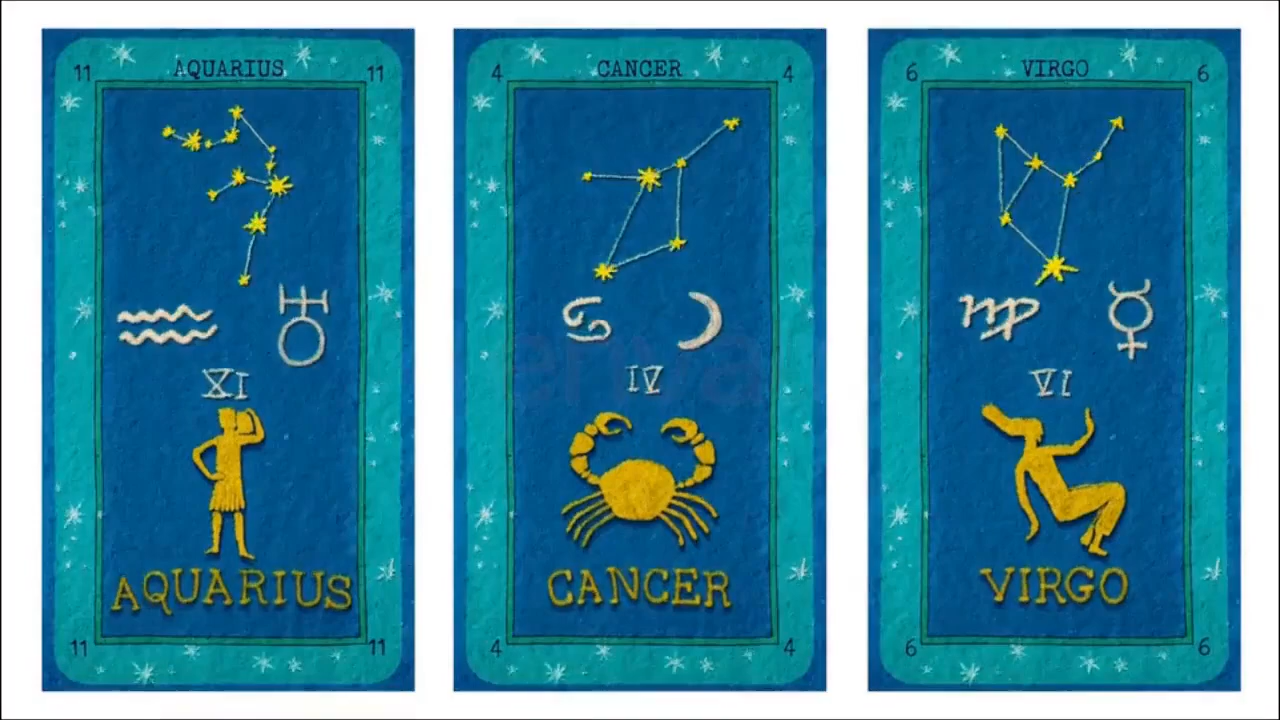 11 AQUARIUS 11
XI
AQUARIUS
11 11
4 CANCER 4
IV
CANCER
4 4
6 VIRGO 6
VI
VIRGO
6 6